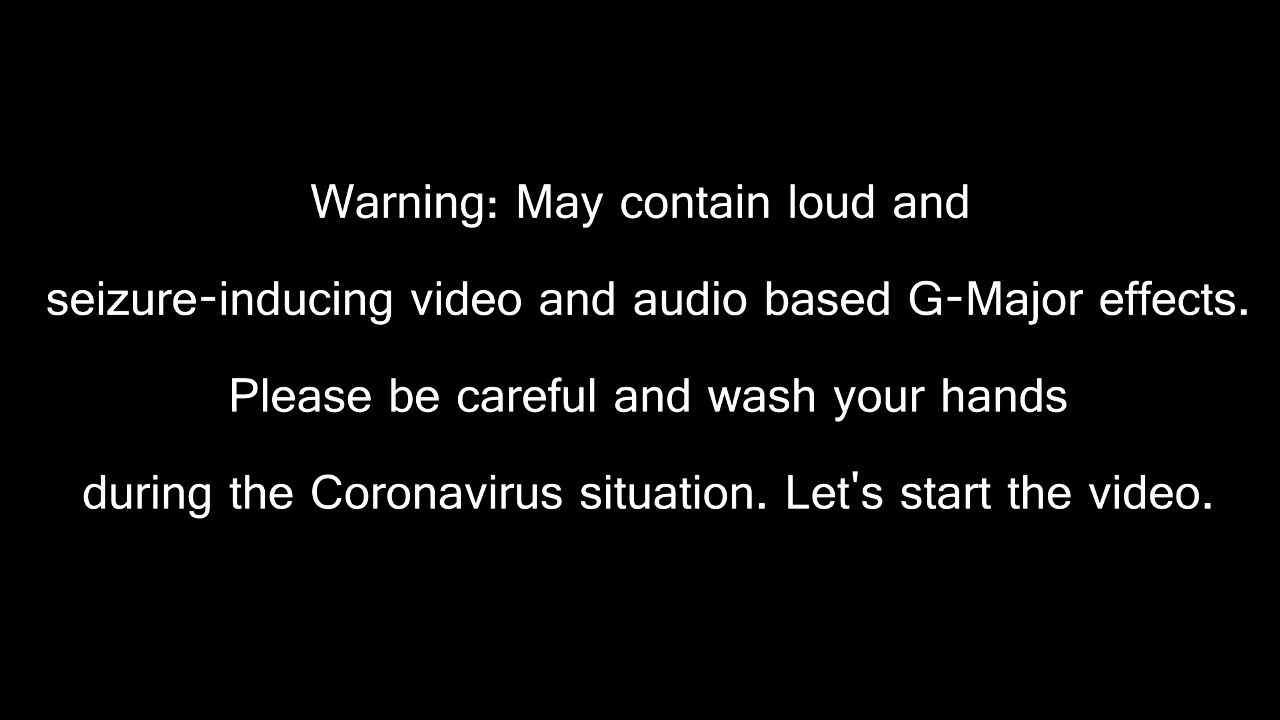 Warning: May contain loud and
seizure-inducing video and audio based G-Major effects.
Please be careful and wash your hands
during the Coronavirus situation. Let's start the video.